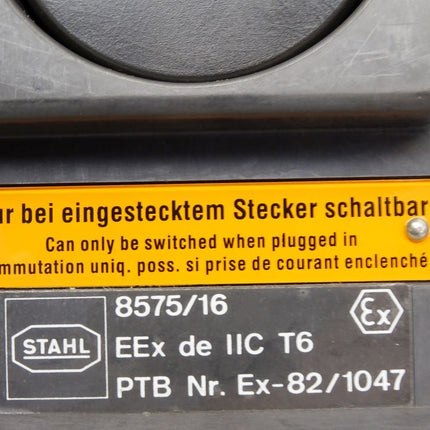 ur bei eingestecktem Stecker schaltbar
Can only be switched when plugged in
mmutation uniq. poss. si prise de courant enclenché
STAHL
8575/16
Ex
EEx de IIC T6
PTB Nr. Ex-82/1047